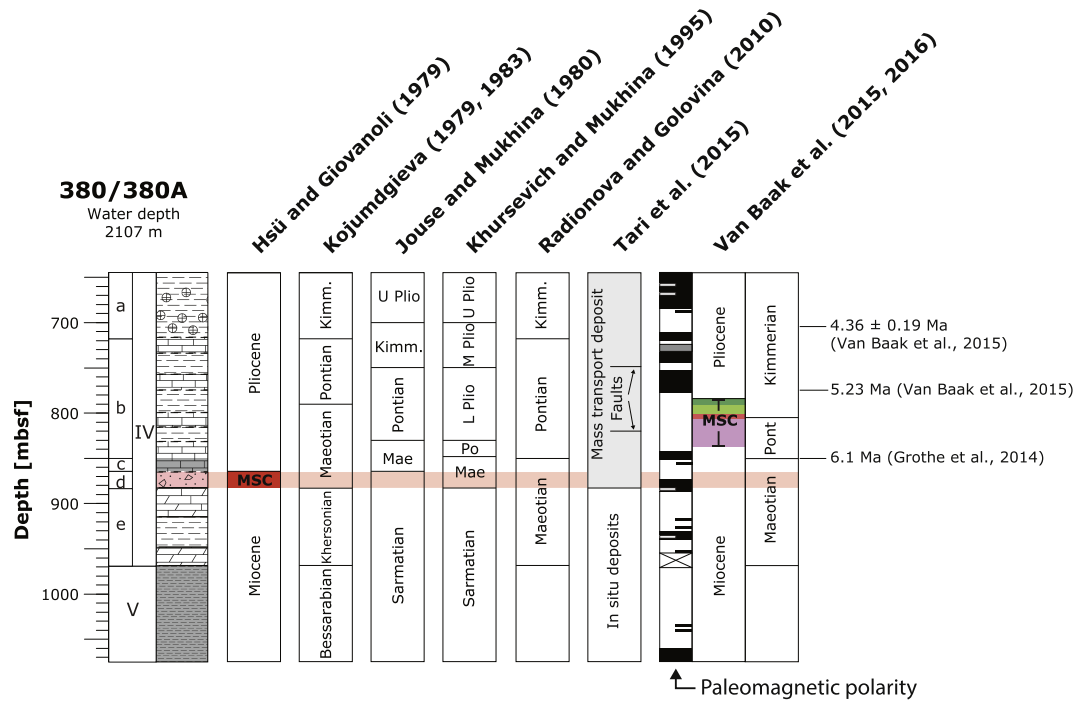 Hsü and Giovanoli (1979)
Kojumdgieva (1979, 1983)
Jouse and Mukhina (1980)
Khursevich and Mukhina (1995)
Radionova and Golovina (2010)
Tari et al. (2015)
Van Baak et al. (2015, 2016)
380/380A
Water depth
2107 m
Depth [mbsf]
700
800
900
1000
a
b
c
d
e
IV
V
Pliocene
MSC
Miocene
Kimm.
Pontian
Maeotian
Khersonian
Bessarabian
U Plio
Kimm.
Pontian
Mae
Sarmatian
U Plio
M Plio
L Plio
Po
Mae
Sarmatian
Kimm.
Pontian
Maeotian
Mass transport deposit
Faults
In situ deposits
Pliocene
MSC
Miocene
Kimmerian
Pont
Maeotian
4.36 ± 0.19 Ma
(Van Baak et al., 2015)
5.23 Ma (Van Baak et al., 2015)
6.1 Ma (Grothe et al., 2014)
Paleomagnetic polarity